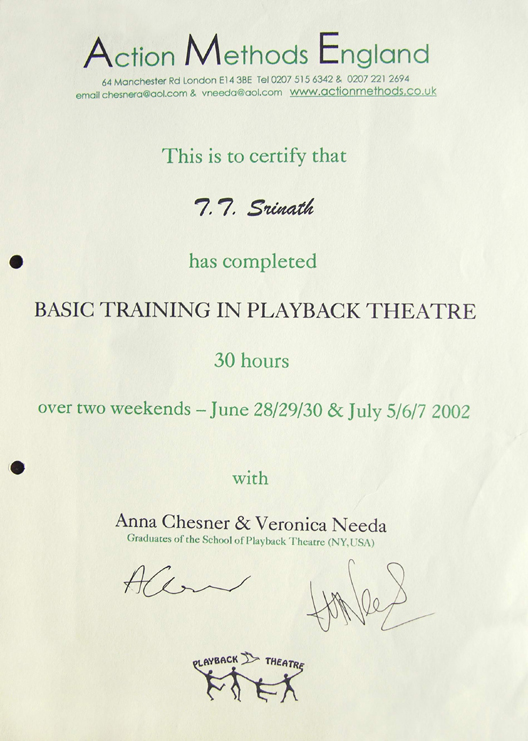 Action Methods England
64 Manchester Rd London E14 3BE Tel 0207 515 6342 & 0207 221 2694
email chesnera@aol.com & vneeda@aol.com www.actionmethods.co.uk
This is to certify that
T.T. Srinath
has completed
BASIC TRAINING IN PLAYBACK THEATRE
30 hours
over two weekends – June 28/29/30 & July 5/6/7 2002
with
Anna Chesner & Veronica Needa
Graduates of the School of Playback Theatre (NY,USA)
PLAYBACK THEATRE